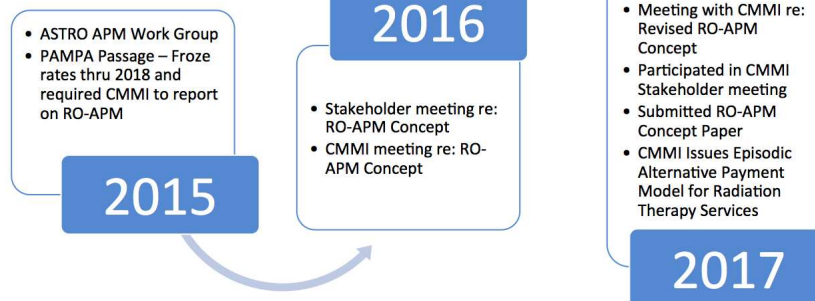 • ASTRO APM Work Group
• PAMPA Passage – Froze
rates thru 2018 and
required CMMI to report
on RO-APM
2015
2016
• Stakeholder meeting re:
RO-APM Concept
• CMMI meeting re: RO-
APM Concept
• Meeting with CMMI re:
Revised RO-APM
Concept
• Participated in CMMI
Stakeholder meeting
• Submitted RO-APM
Concept Paper
• CMMI Issues Episodic
Alternative Payment
Model for Radiation
Therapy Services
2017